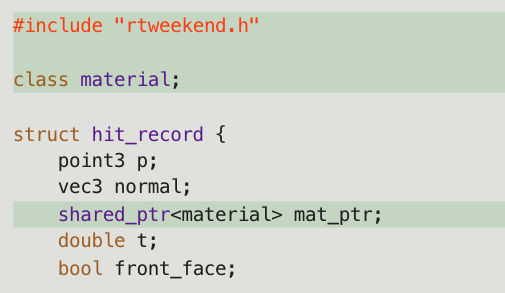 #include "rtweekend.h"
class material;
struct hit_record {
    point3 p;
    vec3 normal;
    shared_ptr<material> mat_ptr;
    double t;
    bool front_face;